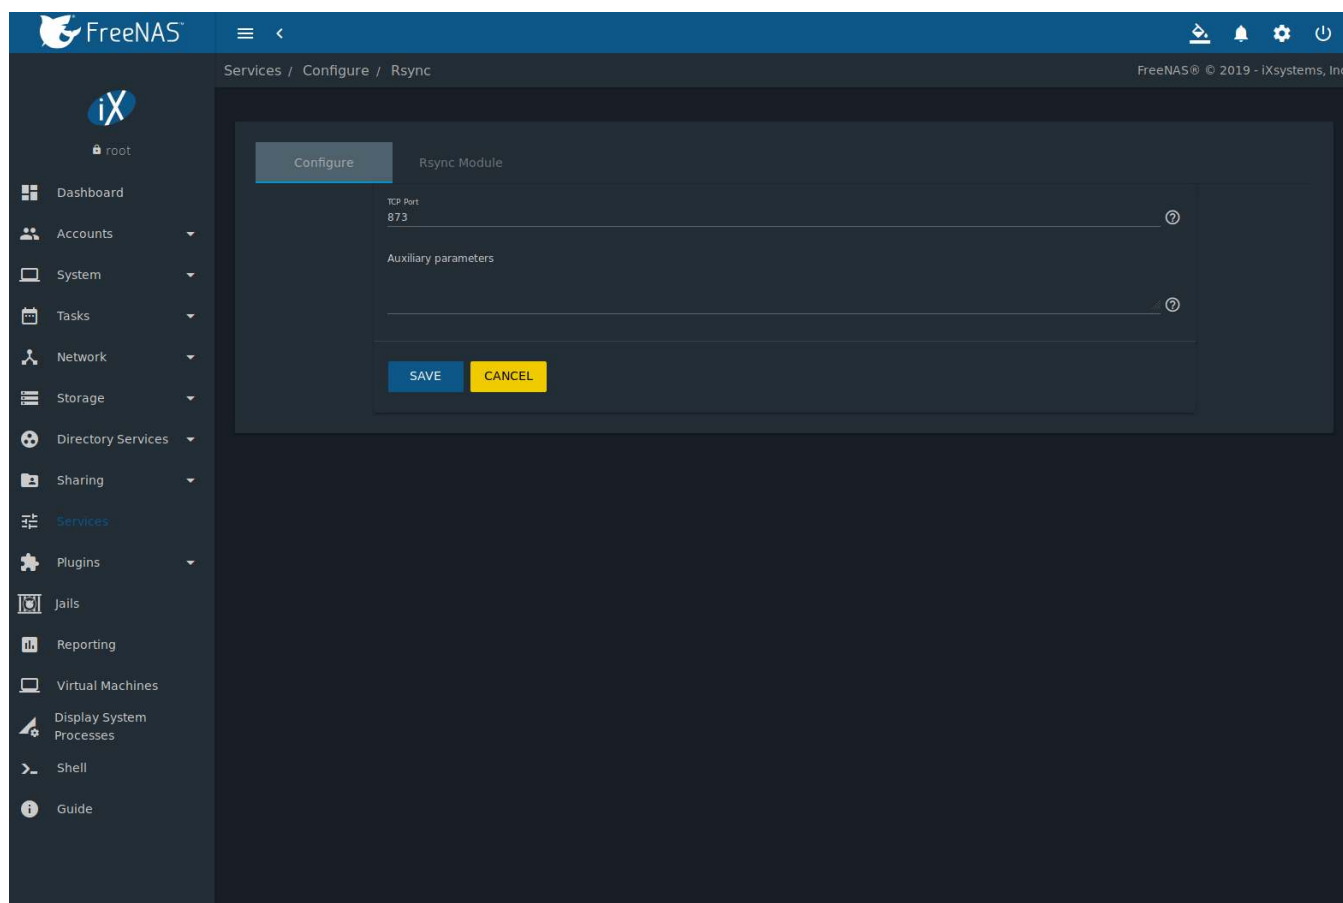 FreeNAS®
Services / Configure / Rsync
FreeNAS® © 2019 - iXsystems, Inc
iX
root
Configure
Rsync Module
TCP Port
873
Auxiliary parameters
SAVE
CANCEL
Dashboard
Accounts
System
Tasks
Network
Storage
Directory Services
Sharing
Services
Plugins
Jails
Reporting
Virtual Machines
Display System
Processes
Shell
Guide